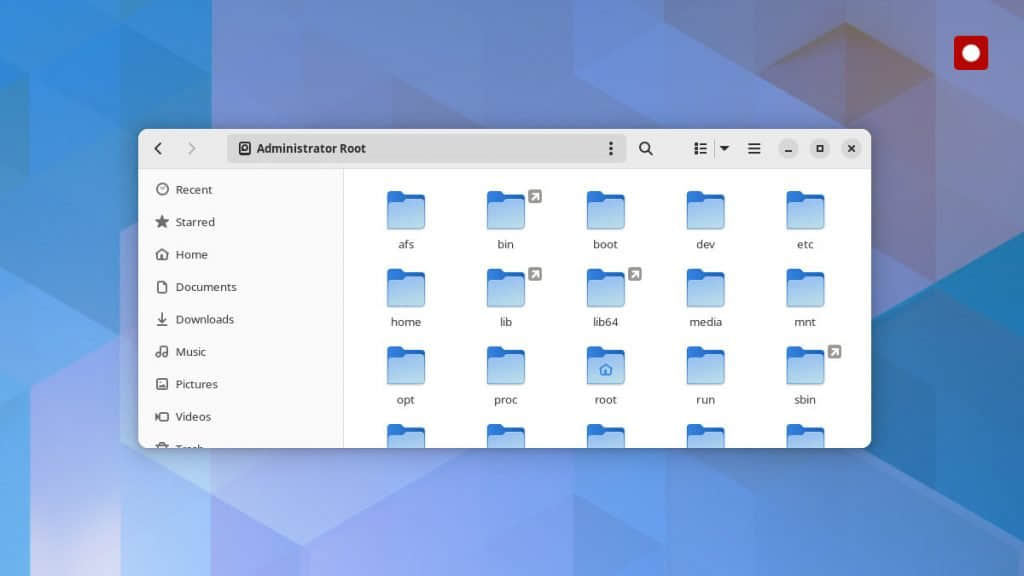 Administrator Root
Recent
Starred
Home
Documents
Downloads
Music
Pictures
Videos
Trash
afs
bin
boot
dev
etc
home
lib
lib64
media
mnt
opt
proc
root
run
sbin